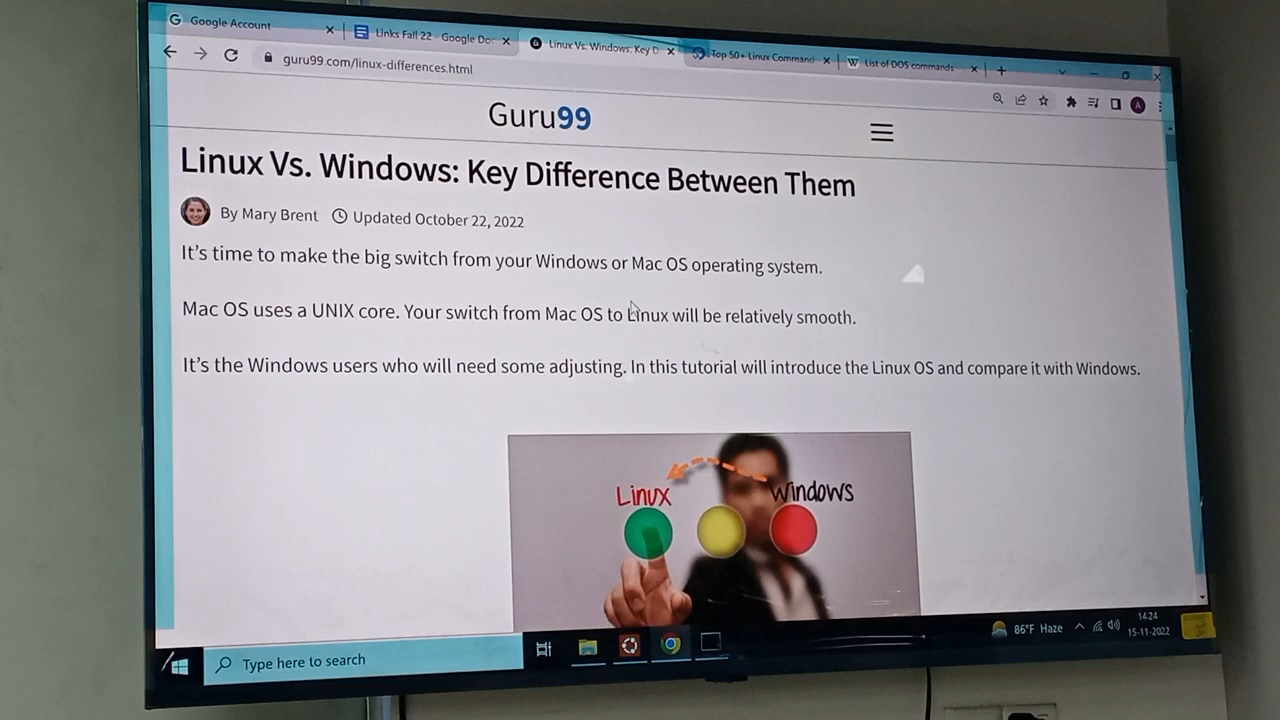 Google Account
Links Fall 22 - Google Do
Linux Vs. Windows: Key D
Top 50+ Linux Command
List of DOS commands
guru99.com/linux-differences.html
Guru99
Linux Vs. Windows: Key Difference Between Them
By Mary Brent Updated October 22, 2022
It's time to make the big switch from your Windows or Mac OS operating system.
Mac OS uses a UNIX core. Your switch from Mac OS to Linux will be relatively smooth.
It's the Windows users who will need some adjusting. In this tutorial will introduce the Linux OS and compare it with Windows.
Linux
Windows
Type here to search
86°F Haze
14:24
15-11-2022